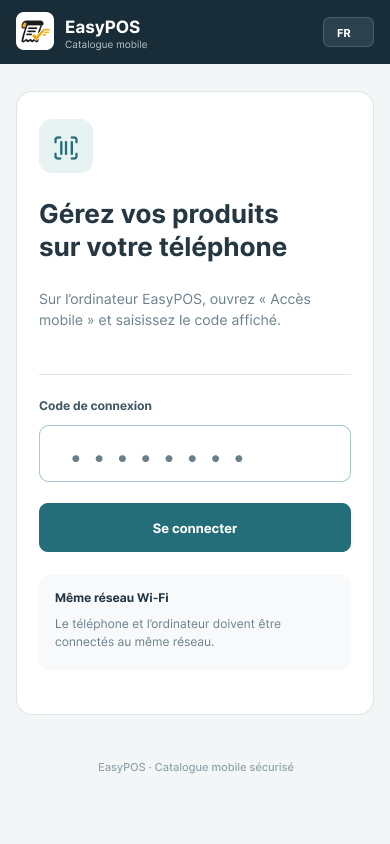 EasyPOS
Catalogue mobile
FR
Gérez vos produits
sur votre téléphone
Sur l’ordinateur EasyPOS, ouvrez « Accès
mobile » et saisissez le code affiché.
Code de connexion
Se connecter
Même réseau Wi-Fi
Le téléphone et l’ordinateur doivent être
connectés au même réseau.
EasyPOS · Catalogue mobile sécurisé